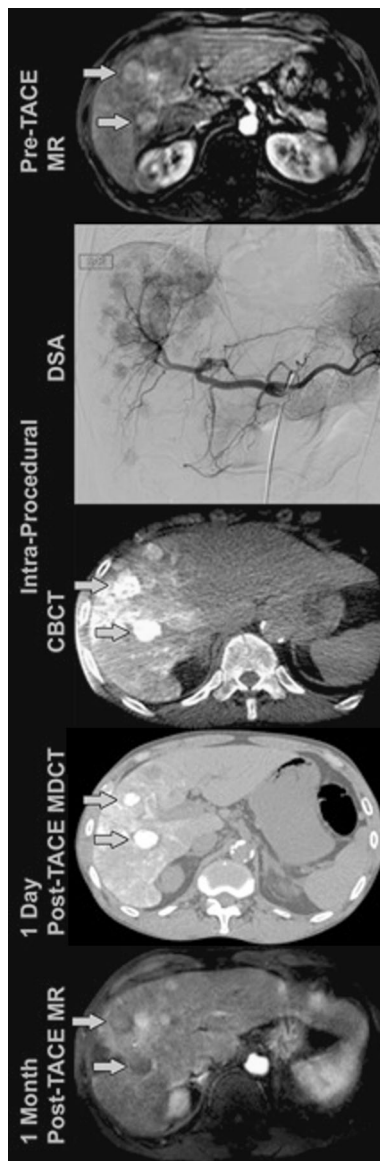 Pre-TACE
MR
Intra-Procedural
DSA
CBCT
1 Day
Post-TACE MDCT
1 Month
Post-TACE MR